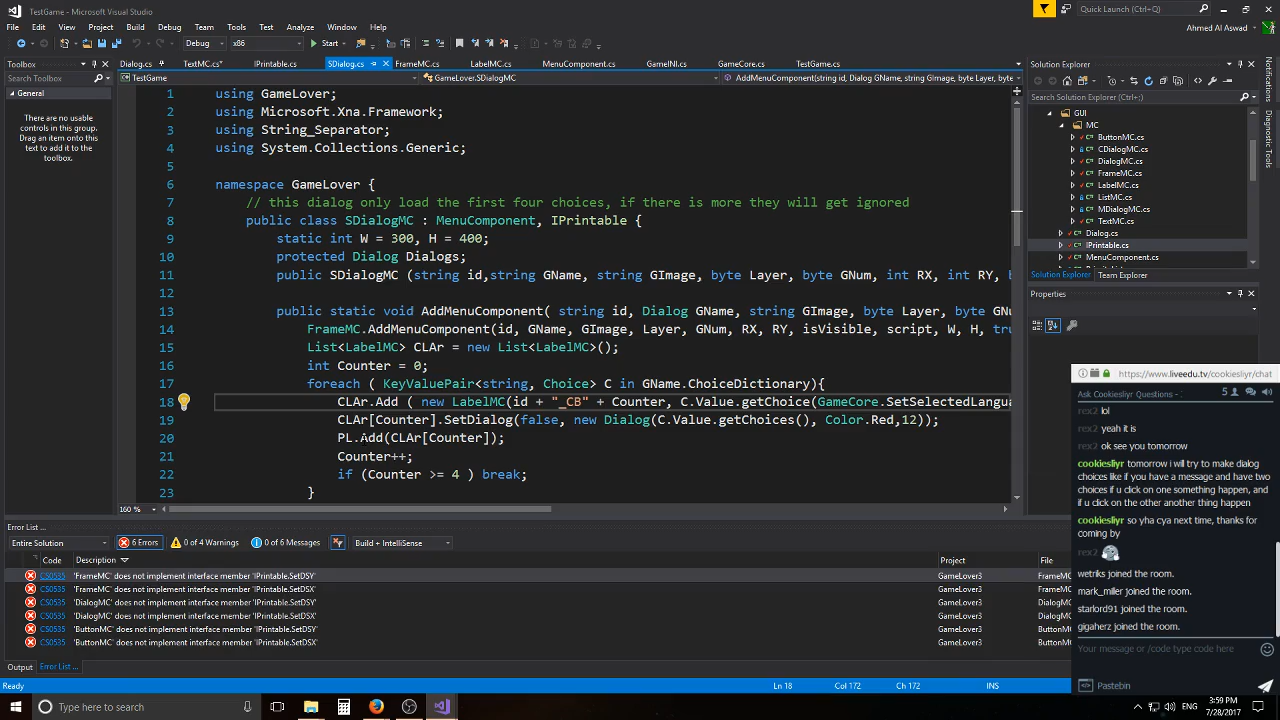 TestGame - Microsoft Visual Studio
Quick Launch (Ctrl+Q)
File Edit View Project Build Debug Team Tools Test Analyze Window Help
Ahmed Al Aswad
Debug x86 Start
Toolbox
Search Toolbox
General
There are no usable
controls in this group.
Drag an item onto this
text to add it to the
toolbox.
Dialog.cs TextMC.cs* IPrintable.cs SDialog.cs FrameMC.cs LabelMC.cs MenuComponent.cs GameINI.cs GameCore.cs TestGame.cs
GameLover.SDialogMC AddMenuComponent(string id, Dialog GName, string GImage, byte Layer, byte
1 using GameLover;
2 using Microsoft.Xna.Framework;
3 using String_Separator;
4 using System.Collections.Generic;
5
6 namespace GameLover {
7 // this dialog only load the first four choices, if there is more they will get ignored
8 public class SDialogMC : MenuComponent, IPrintable {
9 static int W = 300, H = 400;
10 protected Dialog Dialogs;
11 public SDialogMC (string id,string GName, string GImage, byte Layer, byte GNum, int RX, int RY, b
12
13 public static void AddMenuComponent( string id, Dialog GName, string GImage, byte Layer, byte GN
14 FrameMC.AddMenuComponent(id, GName, GImage, Layer, GNum, RX, RY, isVisible, script, W, H, tr
15 List<LabelMC> CLAr = new List<LabelMC>();
16 int Counter = 0;
17 foreach ( KeyValuePair<string, Choice> C in GName.ChoiceDictionary){
18 CLAr.Add ( new LabelMC(id + "_CB" + Counter, C.Value.getChoice(GameCore.SetSelectedLangua
19 CLAr[Counter].SetDialog(false, new Dialog(C.Value.getChoices(), Color.Red,12));
20 PL.Add(CLAr[Counter]);
21 Counter++;
22 if (Counter >= 4 ) break;
23 }
160 %
Solution Explorer
Search Solution Explorer (Ctrl+;)
GUI
MC
ButtonMC.cs
CDialogMC.cs
DialogMC.cs
FrameMC.cs
LabelMC.cs
ListMC.cs
MDialogMC.cs
TextMC.cs
Dialog.cs
IPrintable.cs
MenuComponent.cs
Solution Explorer Team Explorer
Properties
Notifications
Diagnostic Tools
Error List ...
Entire Solution 6 Errors 0 of 4 Warnings 0 of 6 Messages Build + IntelliSense
Code Description Project File
CS0535 'FrameMC' does not implement interface member 'IPrintable.SetDSY' GameLover3 FrameM
CS0535 'FrameMC' does not implement interface member 'IPrintable.SetDSX' GameLover3 FrameM
CS0535 'DialogMC' does not implement interface member 'IPrintable.SetDSY' GameLover3 DialogM
CS0535 'DialogMC' does not implement interface member 'IPrintable.SetDSX' GameLover3 DialogM
CS0535 'ButtonMC' does not implement interface member 'IPrintable.SetDSY' GameLover3 ButtonM
CS0535 'ButtonMC' does not implement interface member 'IPrintable.SetDSX' GameLover3 ButtonM
Output Error List ...
Ready Ln 18 Col 172 Ch 172 INS
https://www.liveedu.tv/cookiesliyr/chat
Ask Cookiesliyr Questions - : 5
rex2 lol
rex2 yeah it is
rex2 ok see you tomorrow
cookiesliyr tomorrow i will try to make dialog
choices like if you have a message and have two
choices if u click on one something happen, and
if u click on the other another thing happen
cookiesliyr so yha cya next time, thanks for
coming by
rex2
wetriks joined the room.
mark_miller joined the room.
starlord91 joined the room.
gigaherz joined the room.
Your message or /code type code here
Pastebin
Type here to search
ENG
3:59 PM
7/28/2017